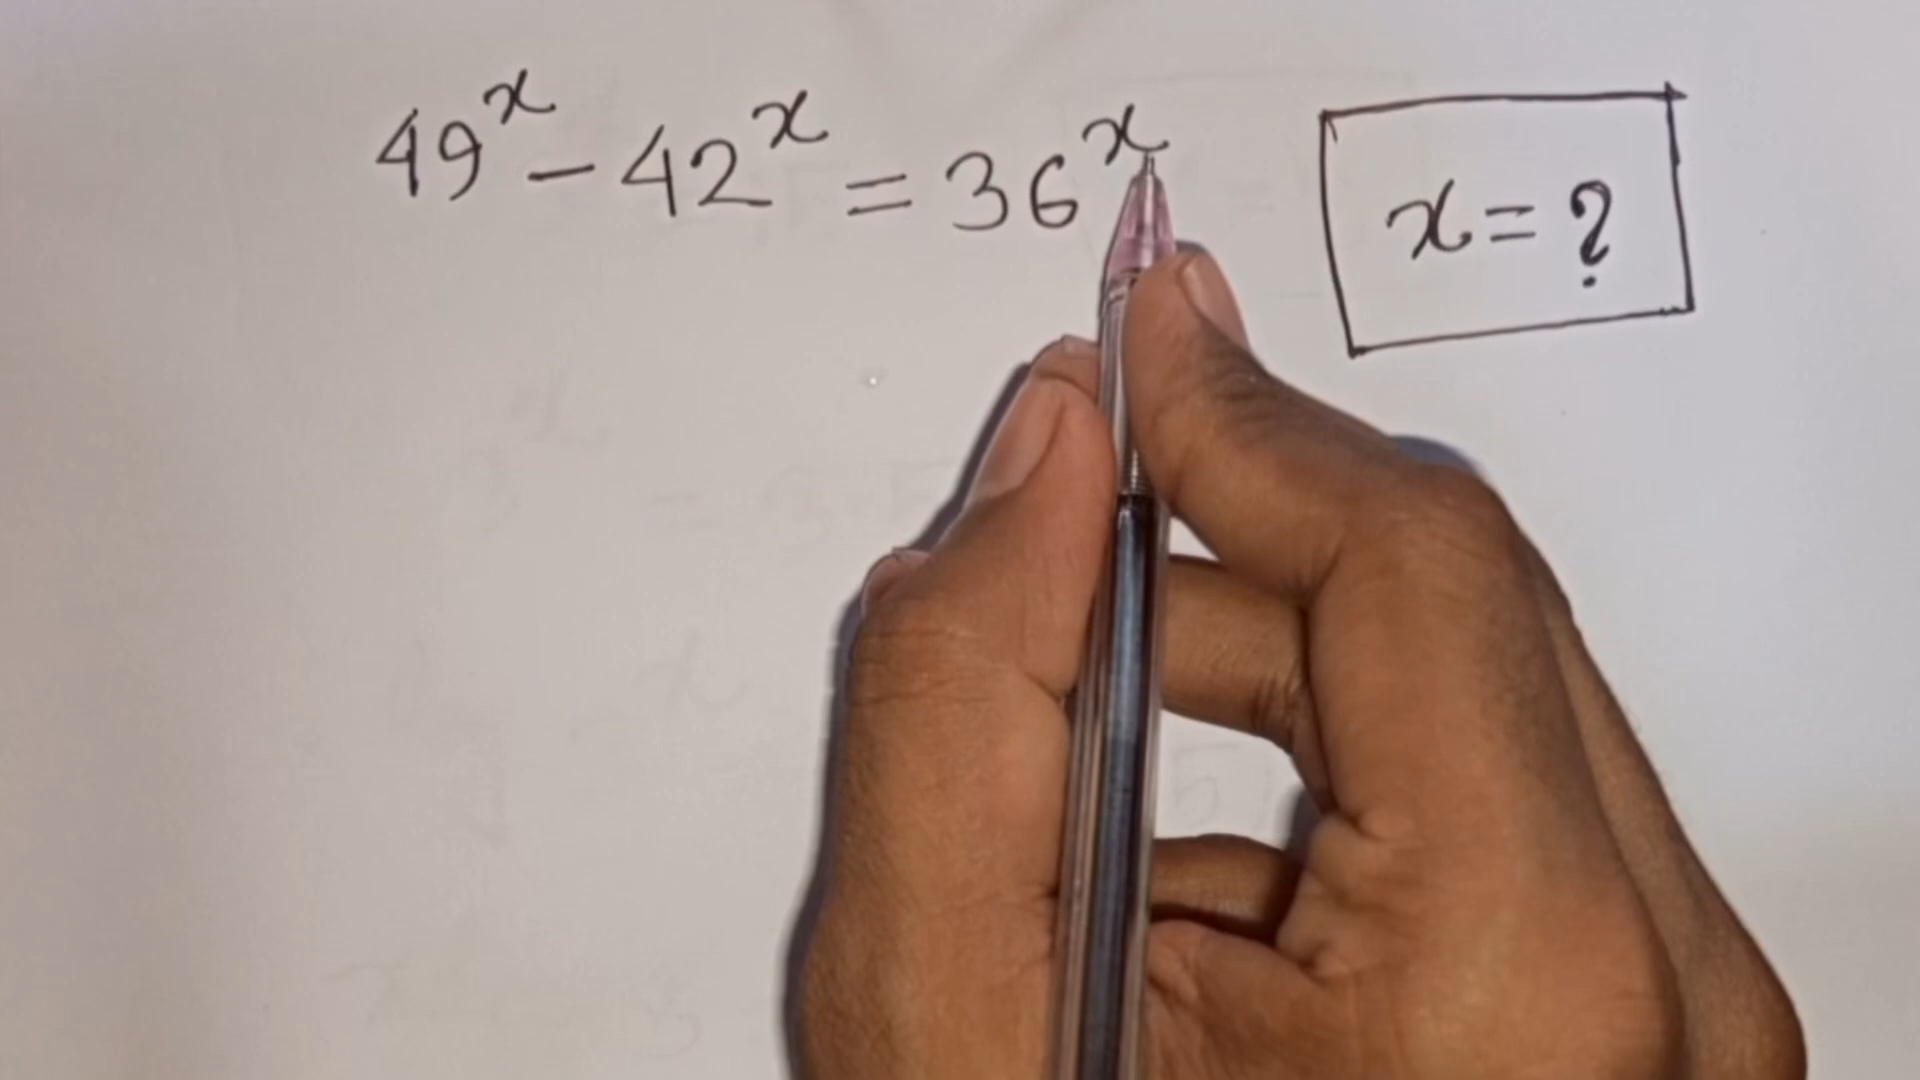 49^x - 42^x = 36^x
x = ?